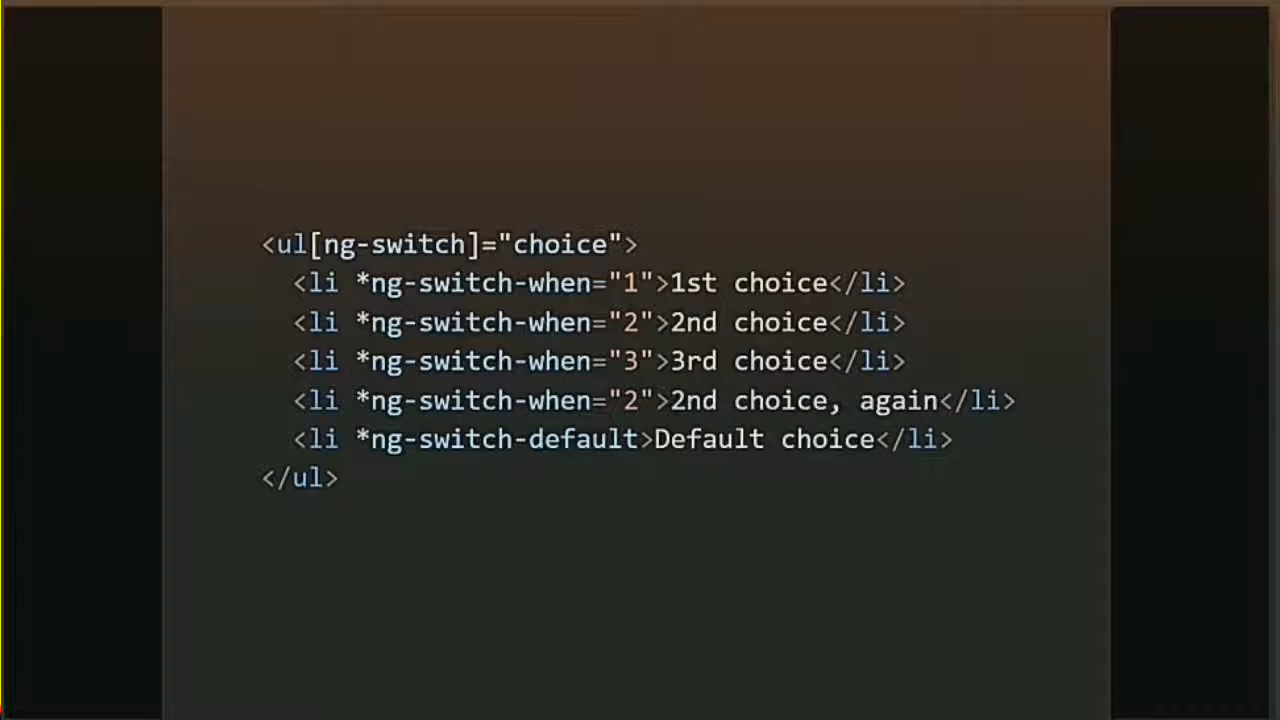 <ul[ng-switch]="choice">
  <li *ng-switch-when="1">1st choice</li>
  <li *ng-switch-when="2">2nd choice</li>
  <li *ng-switch-when="3">3rd choice</li>
  <li *ng-switch-when="2">2nd choice, again</li>
  <li *ng-switch-default>Default choice</li>
</ul>